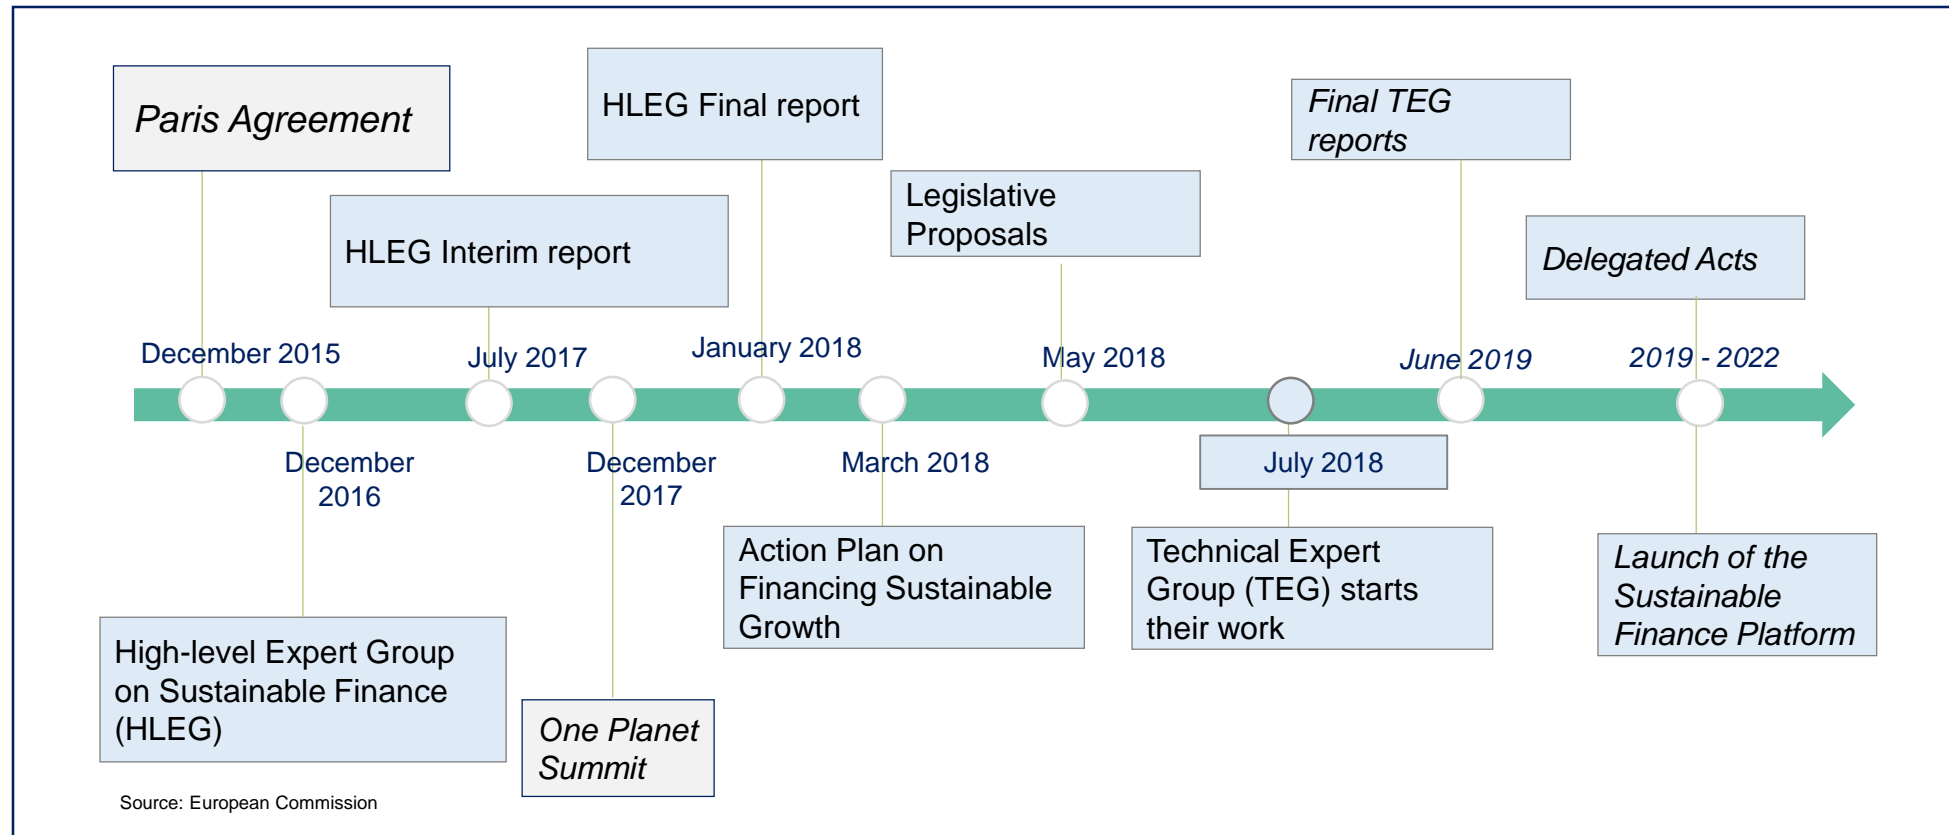 Paris Agreement
HLEG Interim report
HLEG Final report
Legislative
Proposals
Final TEG
reports
Delegated Acts
December 2015
July 2017
January 2018
May 2018
June 2019
2019 - 2022
December
2016
December
2017
March 2018
July 2018
High-level Expert Group
on Sustainable Finance
(HLEG)
One Planet
Summit
Action Plan on
Financing Sustainable
Growth
Technical Expert
Group (TEG) starts
their work
Launch of the
Sustainable
Finance Platform
Source: European Commission